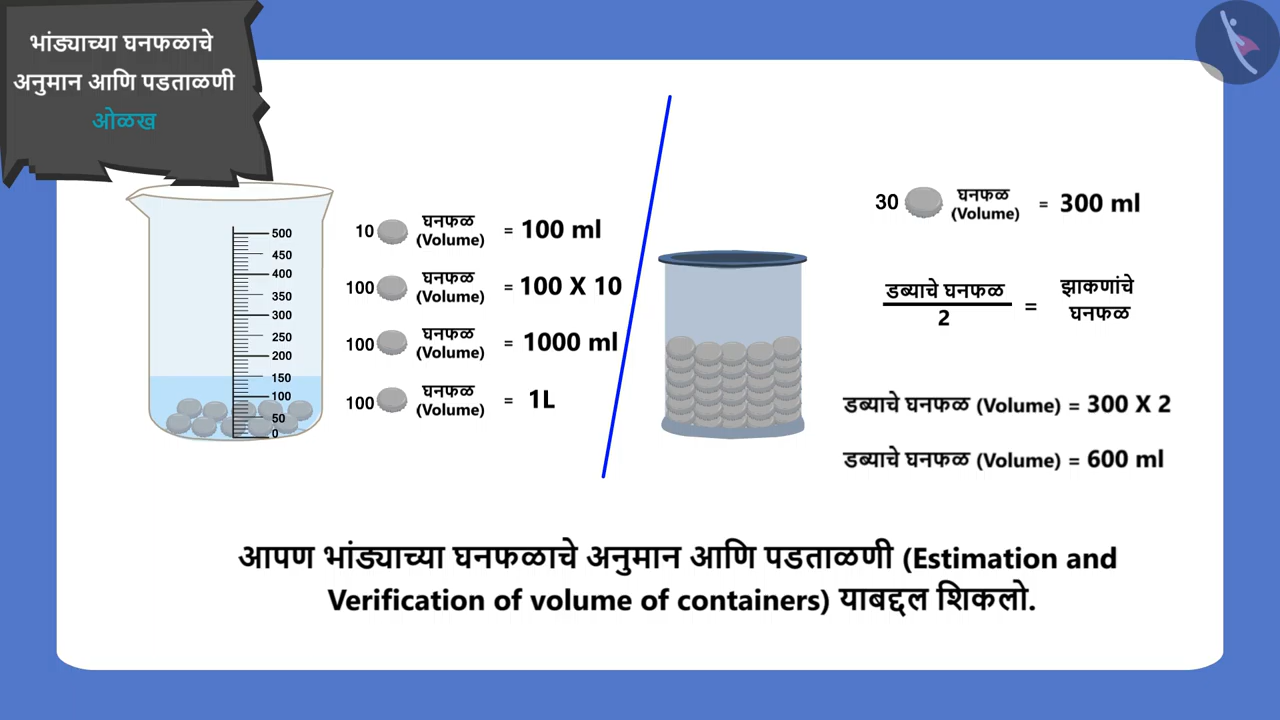 भांड्याच्या घनफळाचे
अनुमान आणि पडताळणी
ओळख
500
450
400
350
300
250
200
150
100
50
0
10 घनफळ (Volume) = 100 ml
100 घनफळ (Volume) = 100 X 10
100 घनफळ (Volume) = 1000 ml
100 घनफळ (Volume) = 1L
30 घनफळ (Volume) = 300 ml
डब्याचे घनफळ
2
=
झाकणांचे
घनफळ
डब्याचे घनफळ (Volume) = 300 X 2
डब्याचे घनफळ (Volume) = 600 ml
आपण भांड्याच्या घनफळाचे अनुमान आणि पडताळणी (Estimation and
Verification of volume of containers) याबद्दल शिकलो.